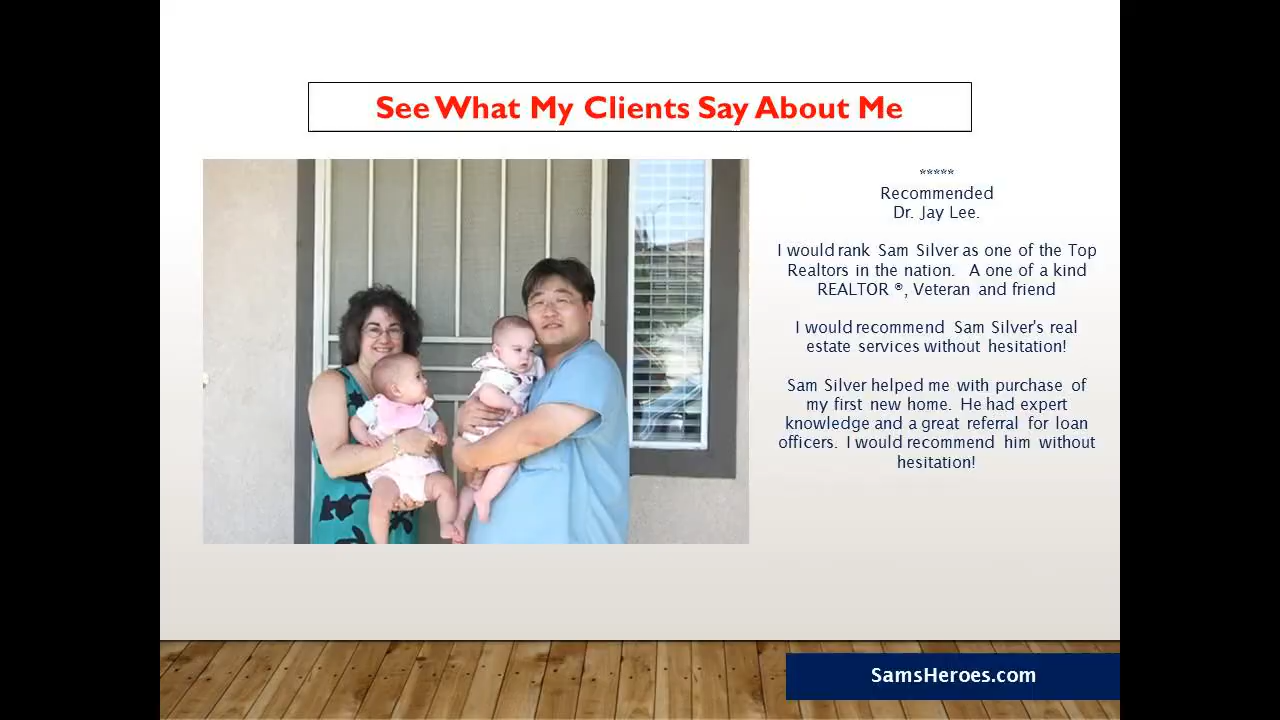 See What My Clients Say About Me
*****
Recommended
Dr. Jay Lee.
I would rank Sam Silver as one of the Top
Realtors in the nation. A one of a kind
REALTOR ®, Veteran and friend
I would recommend Sam Silver's real
estate services without hesitation!
Sam Silver helped me with purchase of
my first new home. He had expert
knowledge and a great referral for loan
officers. I would recommend him without
hesitation!
SamsHeroes.com